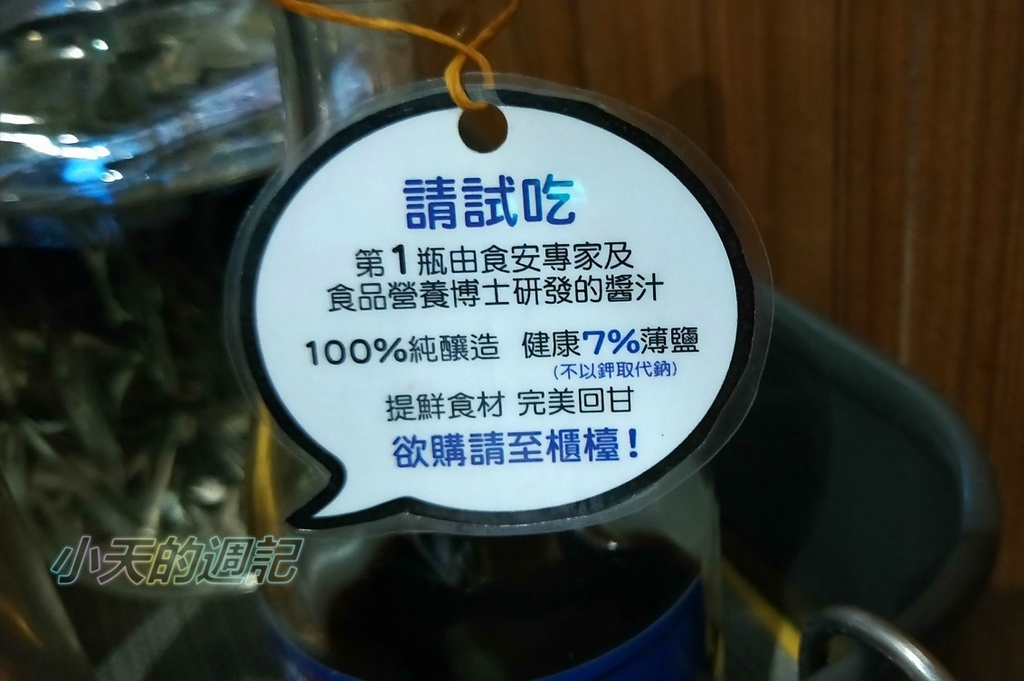 請試吃
第1瓶由食安專家及
食品營養博士研發的醬汁
100%純釀造 健康7%薄鹽
(不以鉀取代鈉)
提鮮食材 完美回甘
欲購請至櫃檯!
小天的週記